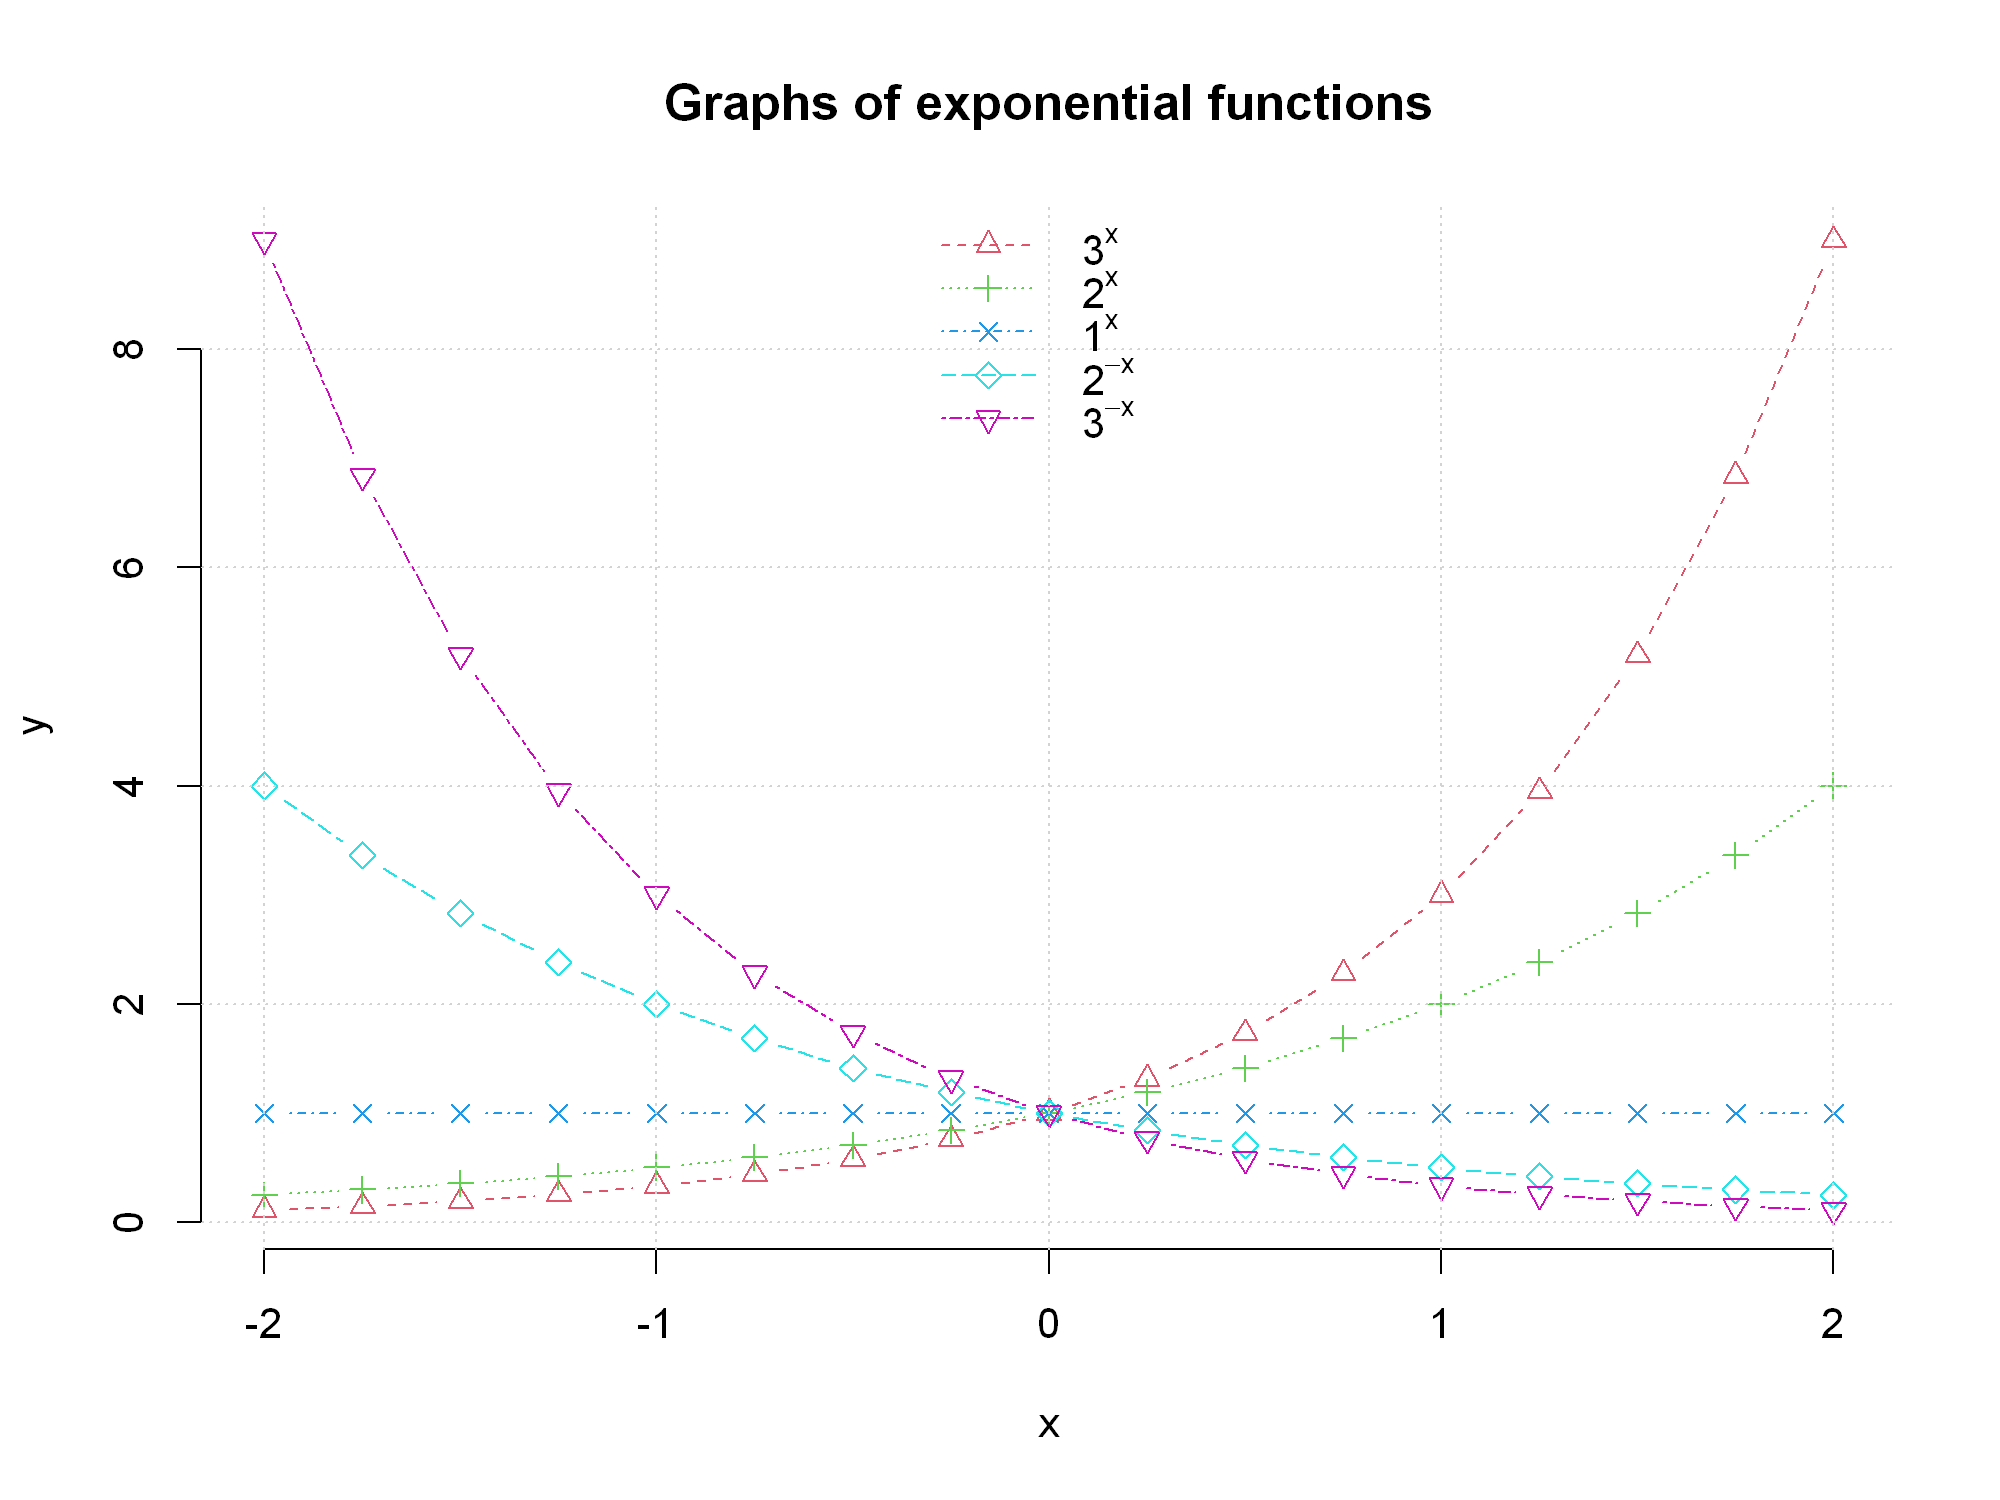 Graphs of exponential functions
3^x
2^x
1^x
2^−x
3^−x
8
6
4
2
0
y
-2 -1 0 1 2
x